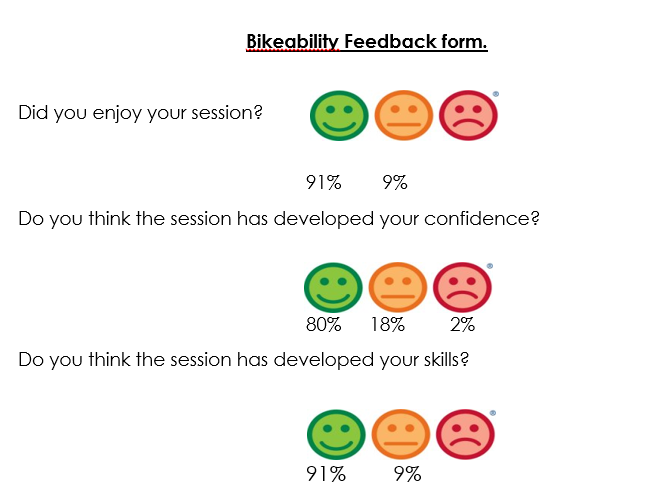 Bikeability Feedback form.
Did you enjoy your session?
®
91% 9%
Do you think the session has developed your confidence?
®
80% 18% 2%
Do you think the session has developed your skills?
®
91% 9%